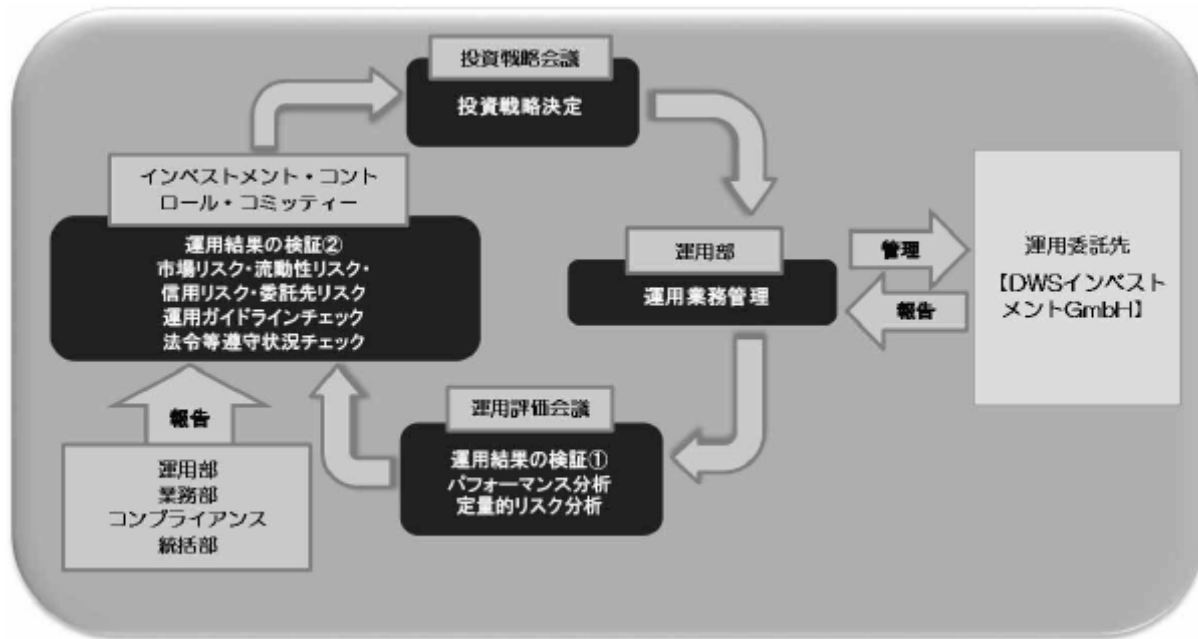 投資戦略会議
投資戦略決定
インベストメント・コント
ロール・コミッティー
運用結果の検証②
市場リスク・流動性リスク・
信用リスク・委託先リスク
運用ガイドラインチェック
法令等遵守状況チェック
運用部
運用業務管理
管理
報告
運用委託先
【DWSインベスト
メントGmbH】
運用評価会議
運用結果の検証①
パフォーマンス分析
定量的リスク分析
報告
運用部
業務部
コンプライアンス
統括部